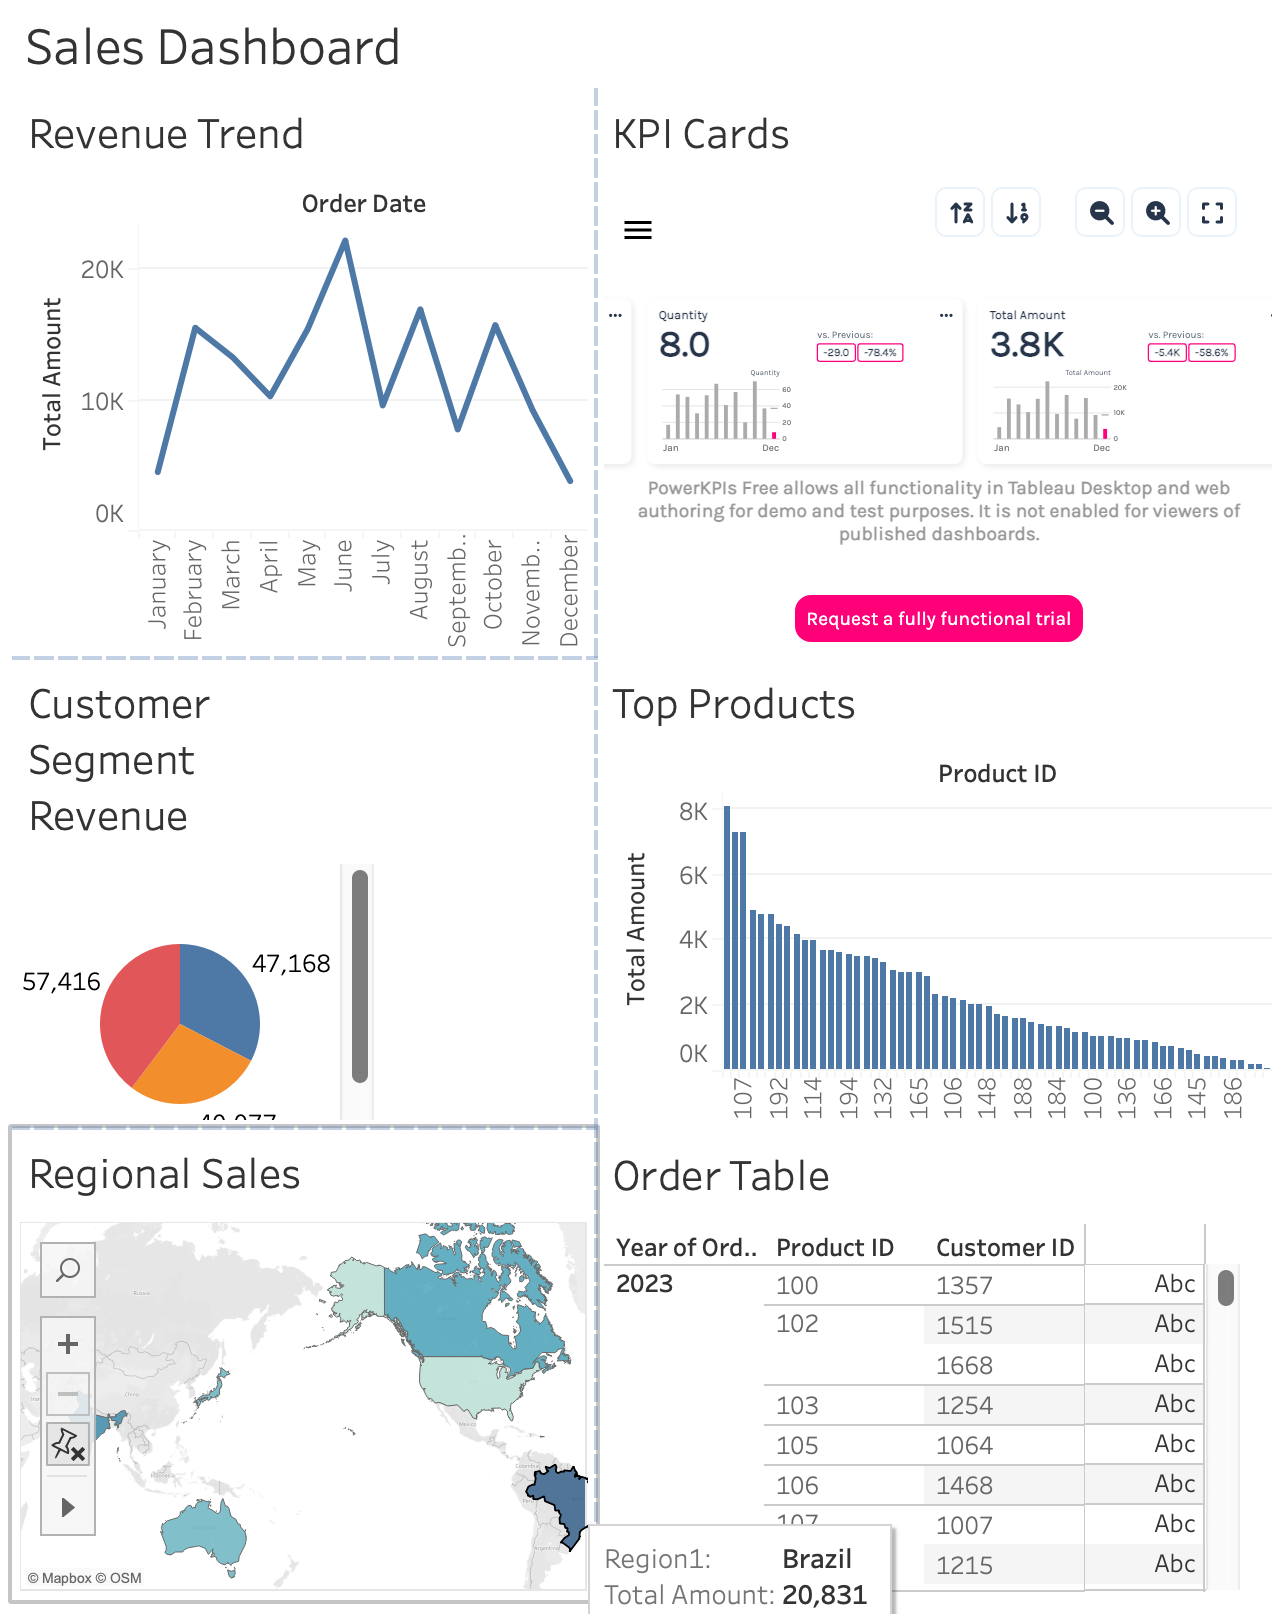 Sales Dashboard
Revenue Trend
Order Date
Total Amount
20K
10K
0K
January
February
March
April
May
June
July
August
Septemb..
October
Novemb..
December
KPI Cards
Quantity
8.0
vs. Previous:
-29.0 -78.4%
Quantity
60
40
20
0
Jan Dec
Total Amount
3.8K
vs. Previous:
-5.4K -58.6%
Total Amount
20K
10K
0
Jan Dec
PowerKPIs Free allows all functionality in Tableau Desktop and web
authoring for demo and test purposes. It is not enabled for viewers of
published dashboards.
Request a fully functional trial
Customer
Segment
Revenue
57,416
47,168
Top Products
Product ID
Total Amount
8K
6K
4K
2K
0K
107
192
114
194
132
165
106
148
188
184
100
136
166
145
186
Regional Sales
Russia
China
Indonesia
Mexico
Colombia
Argentina
© Mapbox © OSM
Region1: Brazil
Total Amount: 20,831
Order Table
Year of Ord.. Product ID Customer ID
2023 100 1357 Abc
102 1515 Abc
1668 Abc
103 1254 Abc
105 1064 Abc
106 1468 Abc
107 1007 Abc
1215 Abc